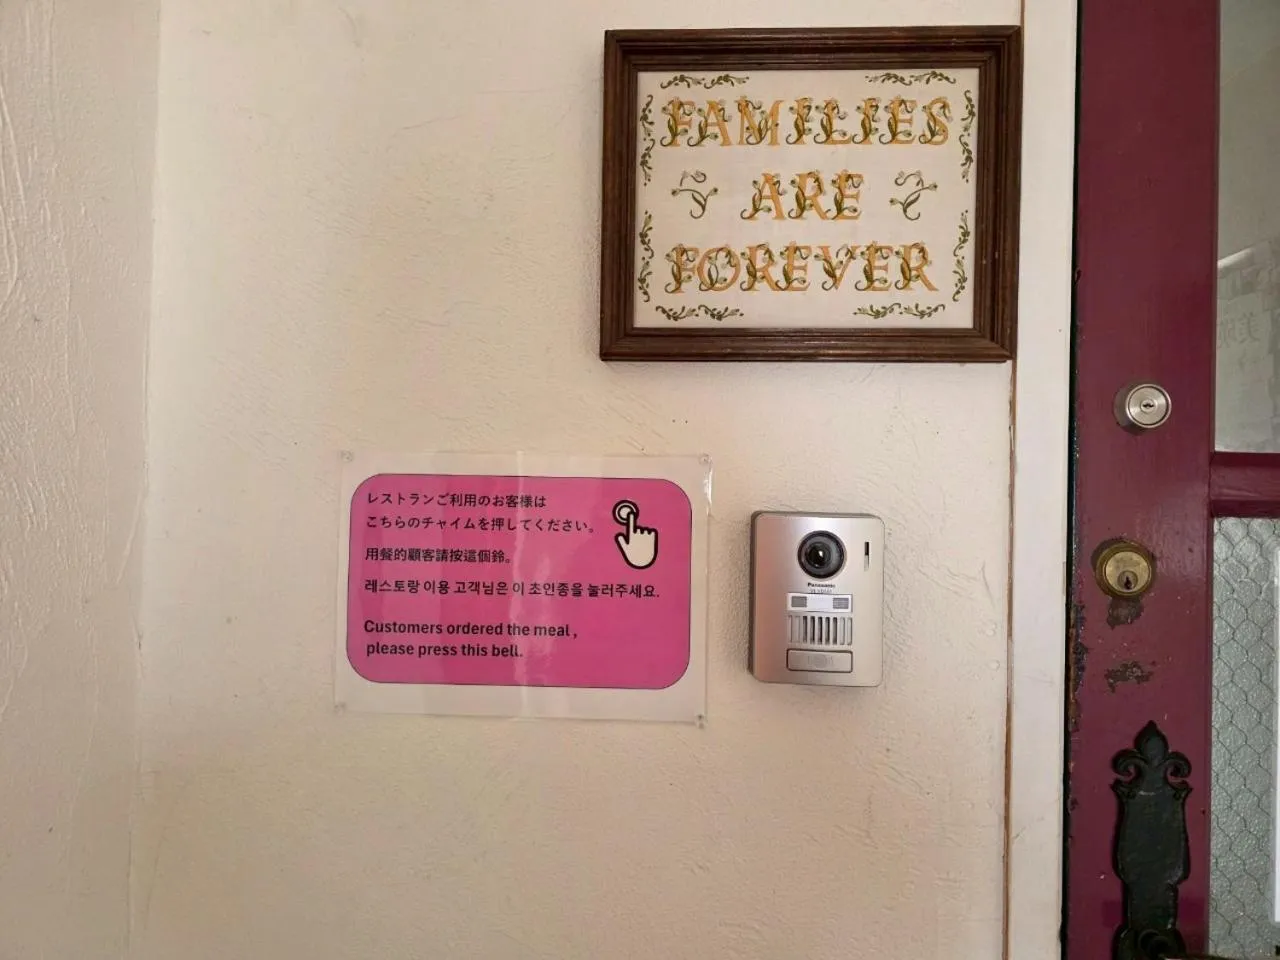 FAMILIES
ARE
FOREVER
レストランご利用のお客様は
こちらのチャイムを押してください。
用餐的顧客請按這個鈴。
레스토랑 이용 고객님은 이 초인종을 눌러주세요.
Customers ordered the meal ,
please press this bell.
Panasonic